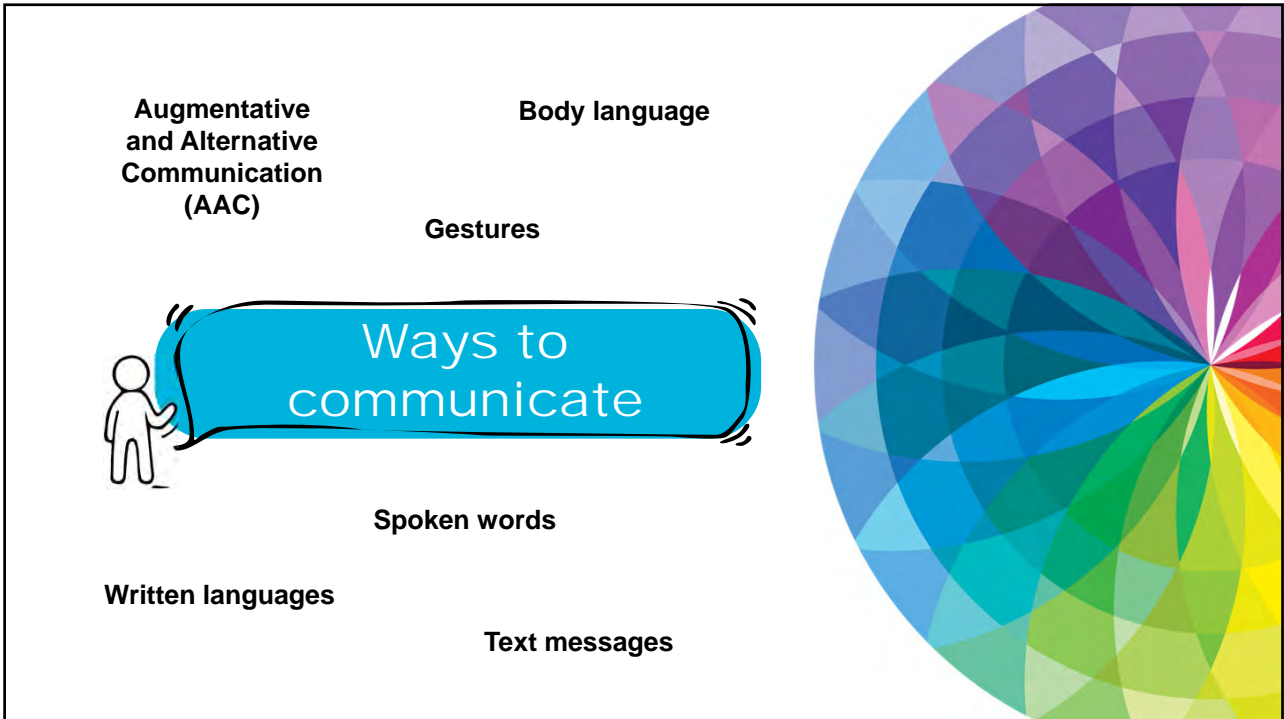 Augmentative
and Alternative
Communication
(AAC)
Body language
Gestures
Ways to
communicate
Spoken words
Written languages
Text messages